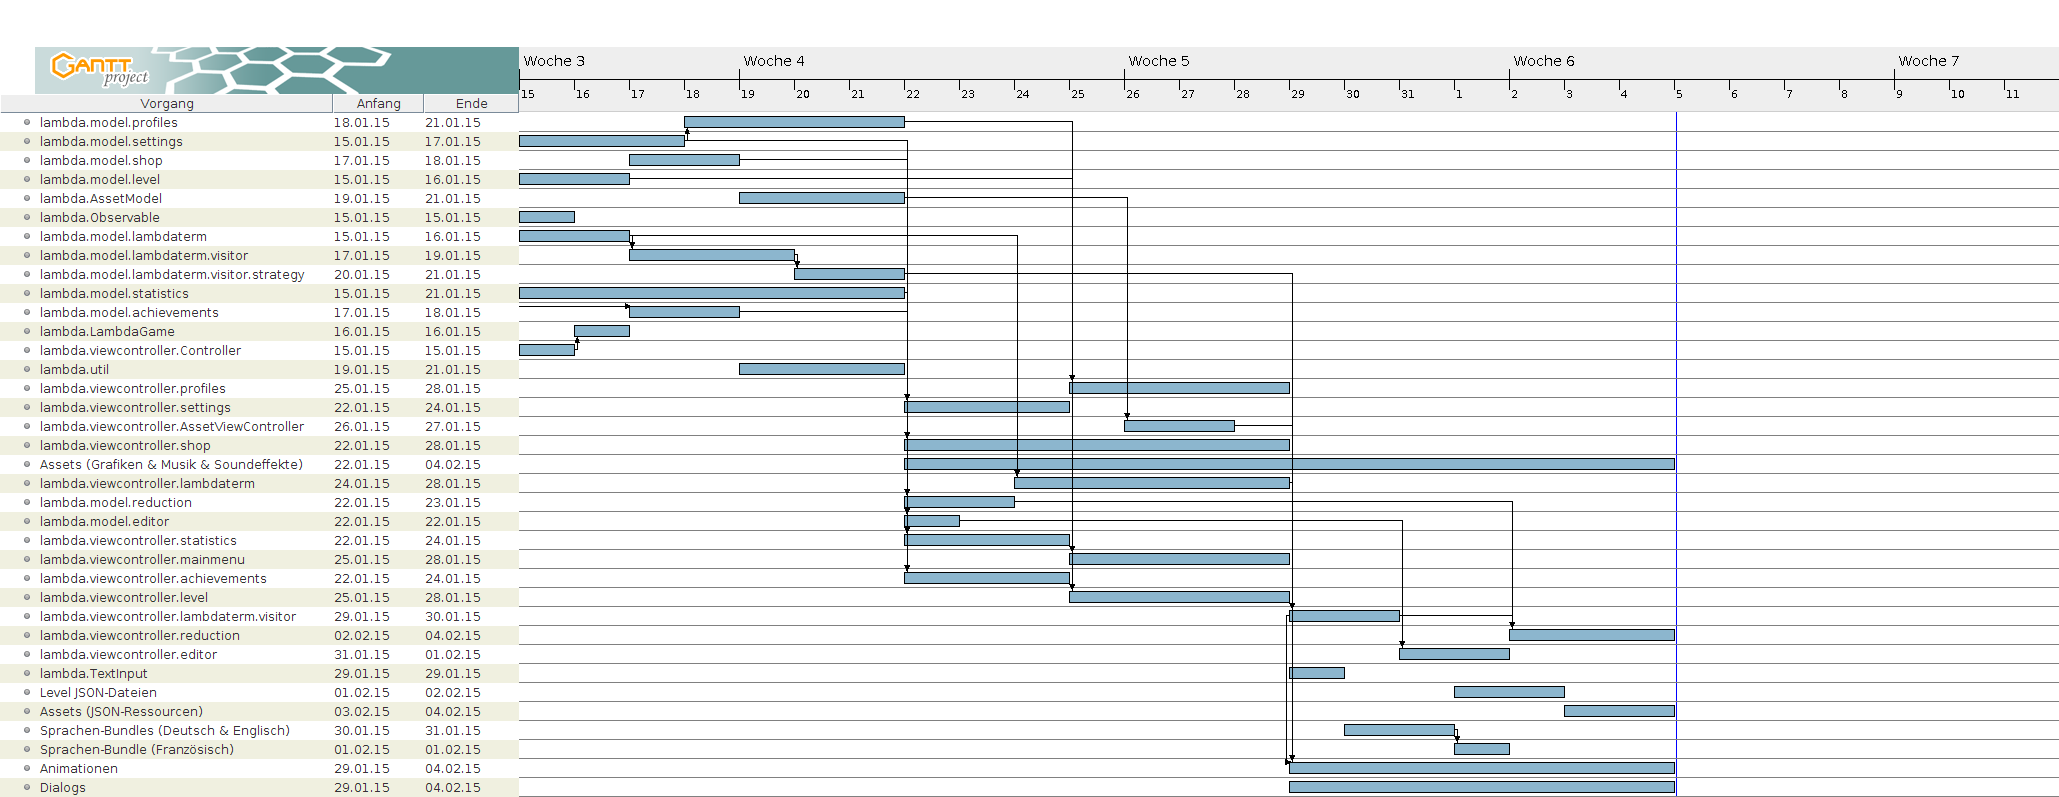 GANTT project
Woche 3 Woche 4 Woche 5 Woche 6 Woche 7
15 16 17 18 19 20 21 22 23 24 25 26 27 28 29 30 31 1 2 3 4 5 6 7 8 9 10 11
Vorgang Anfang Ende
lambda.model.profiles 18.01.15 21.01.15
lambda.model.settings 15.01.15 17.01.15
lambda.model.shop 17.01.15 18.01.15
lambda.model.level 15.01.15 16.01.15
lambda.AssetModel 19.01.15 21.01.15
lambda.Observable 15.01.15 15.01.15
lambda.model.lambdaterm 15.01.15 16.01.15
lambda.model.lambdaterm.visitor 17.01.15 19.01.15
lambda.model.lambdaterm.visitor.strategy 20.01.15 21.01.15
lambda.model.statistics 15.01.15 21.01.15
lambda.model.achievements 17.01.15 18.01.15
lambda.LambdaGame 16.01.15 16.01.15
lambda.viewcontroller.Controller 15.01.15 15.01.15
lambda.util 19.01.15 21.01.15
lambda.viewcontroller.profiles 25.01.15 28.01.15
lambda.viewcontroller.settings 22.01.15 24.01.15
lambda.viewcontroller.AssetViewController 26.01.15 27.01.15
lambda.viewcontroller.shop 22.01.15 28.01.15
Assets (Grafiken & Musik & Soundeffekte) 22.01.15 04.02.15
lambda.viewcontroller.lambdaterm 24.01.15 28.01.15
lambda.model.reduction 22.01.15 23.01.15
lambda.model.editor 22.01.15 22.01.15
lambda.viewcontroller.statistics 22.01.15 24.01.15
lambda.viewcontroller.mainmenu 25.01.15 28.01.15
lambda.viewcontroller.achievements 22.01.15 24.01.15
lambda.viewcontroller.level 25.01.15 28.01.15
lambda.viewcontroller.lambdaterm.visitor 29.01.15 30.01.15
lambda.viewcontroller.reduction 02.02.15 04.02.15
lambda.viewcontroller.editor 31.01.15 01.02.15
lambda.TextInput 29.01.15 29.01.15
Level JSON-Dateien 01.02.15 02.02.15
Assets (JSON-Ressourcen) 03.02.15 04.02.15
Sprachen-Bundles (Deutsch & Englisch) 30.01.15 31.01.15
Sprachen-Bundle (Französisch) 01.02.15 01.02.15
Animationen 29.01.15 04.02.15
Dialogs 29.01.15 04.02.15